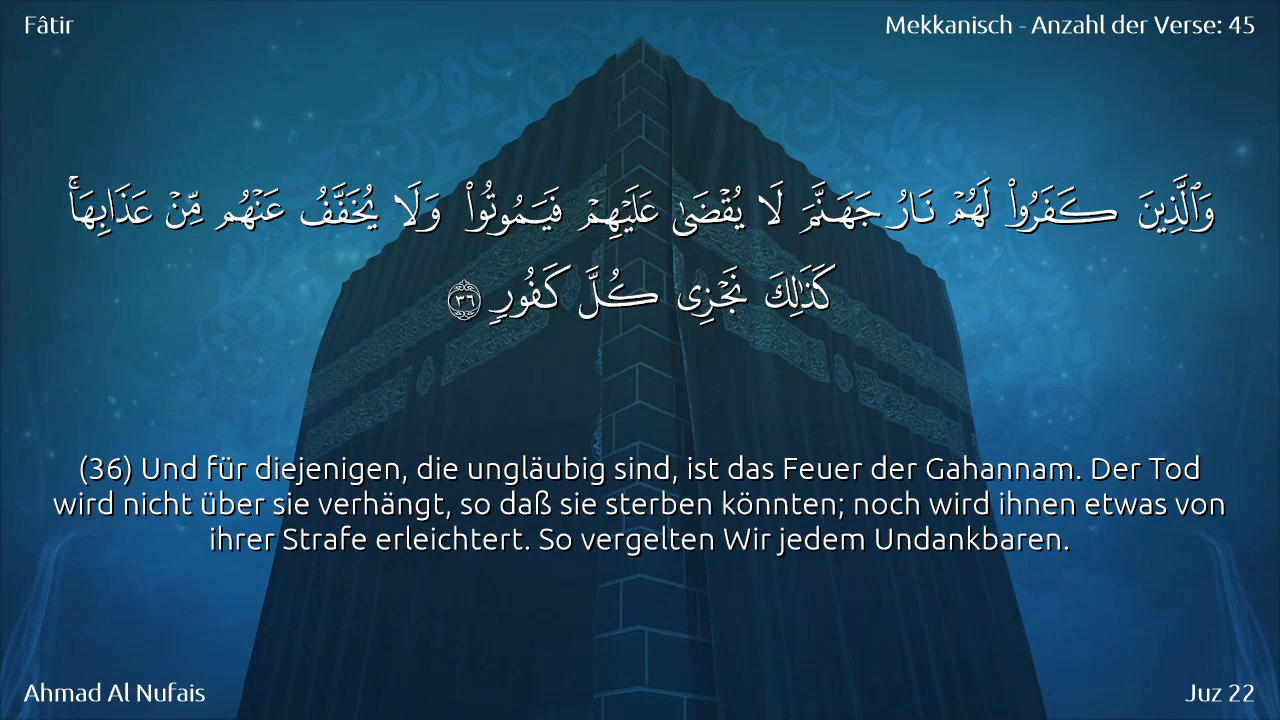 Fâtir
Mekkanisch - Anzahl der Verse: 45
وَٱلَّذِينَ كَفَرُوا۟ لَهُمْ نَارُ جَهَنَّمَ لَا يُقْضَىٰ عَلَيْهِمْ فَيَمُوتُوا۟ وَلَا يُخَفَّفُ عَنْهُم مِّنْ عَذَابِهَا ۚ
كَذَٰلِكَ نَجْزِى كُلَّ كَفُورٍ ٣٦
(36) Und für diejenigen, die ungläubig sind, ist das Feuer der Gahannam. Der Tod
wird nicht über sie verhängt, so daß sie sterben könnten; noch wird ihnen etwas von
ihrer Strafe erleichtert. So vergelten Wir jedem Undankbaren.
Ahmad Al Nufais
Juz 22